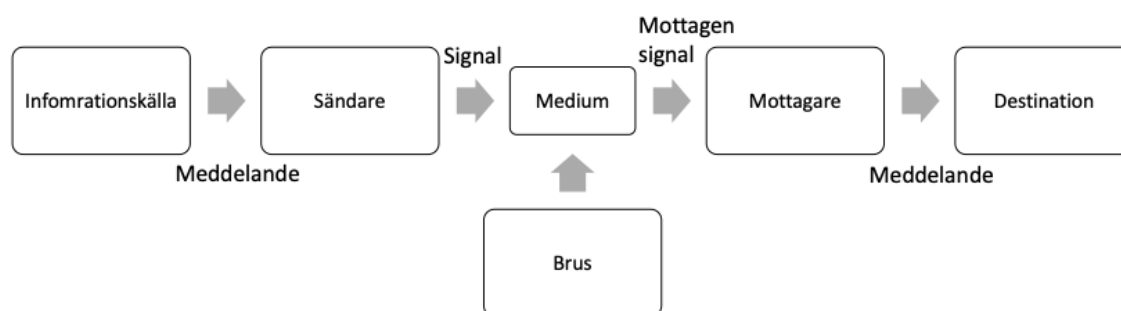 Mottagen
Signal
signal
Infomrationskälla
Sändare
Medium
Mottagare
Destination
Meddelande
Meddelande
Brus